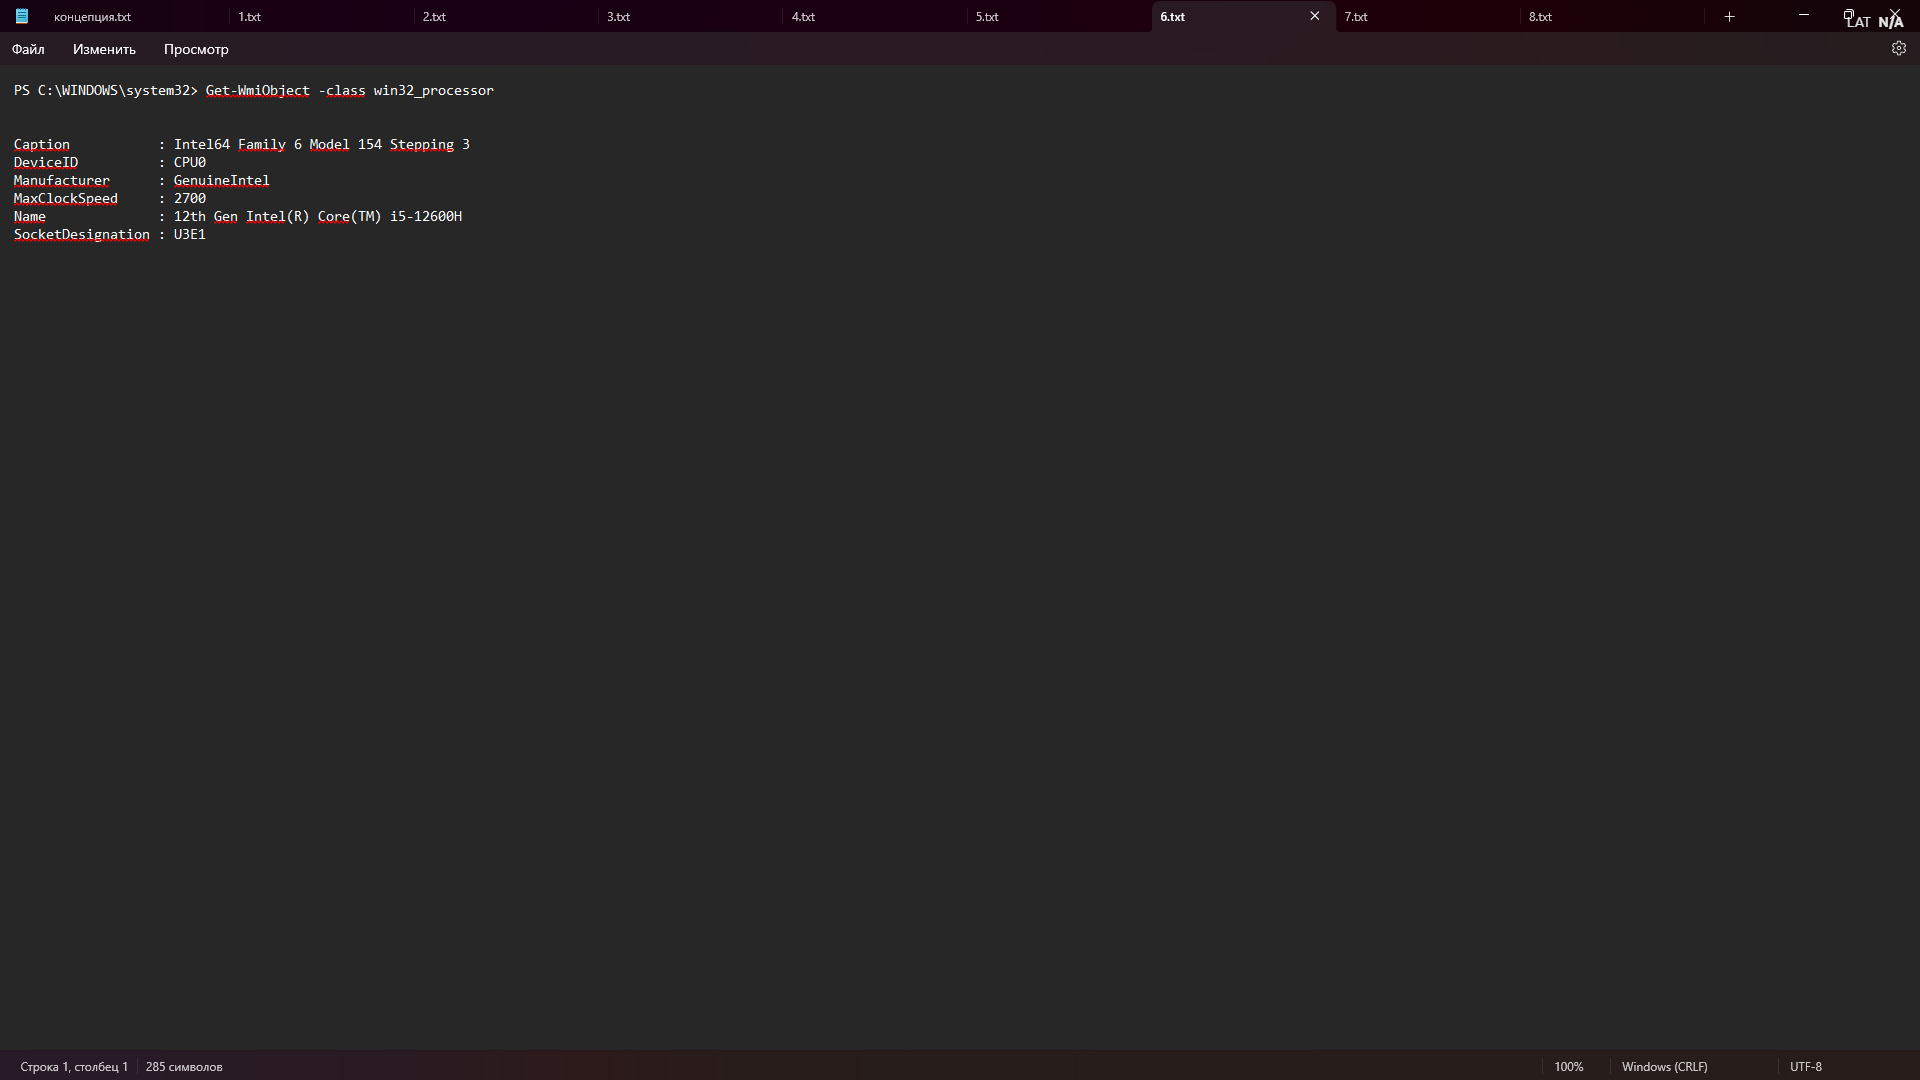 концепция.txt 1.txt 2.txt 3.txt 4.txt 5.txt 6.txt 7.txt 8.txt
LAT N/A
Файл Изменить Просмотр
PS C:\WINDOWS\system32> Get-WmiObject -class win32_processor
Caption : Intel64 Family 6 Model 154 Stepping 3
DeviceID : CPU0
Manufacturer : GenuineIntel
MaxClockSpeed : 2700
Name : 12th Gen Intel(R) Core(TM) i5-12600H
SocketDesignation : U3E1
Строка 1, столбец 1 285 символов 100% Windows (CRLF) UTF-8